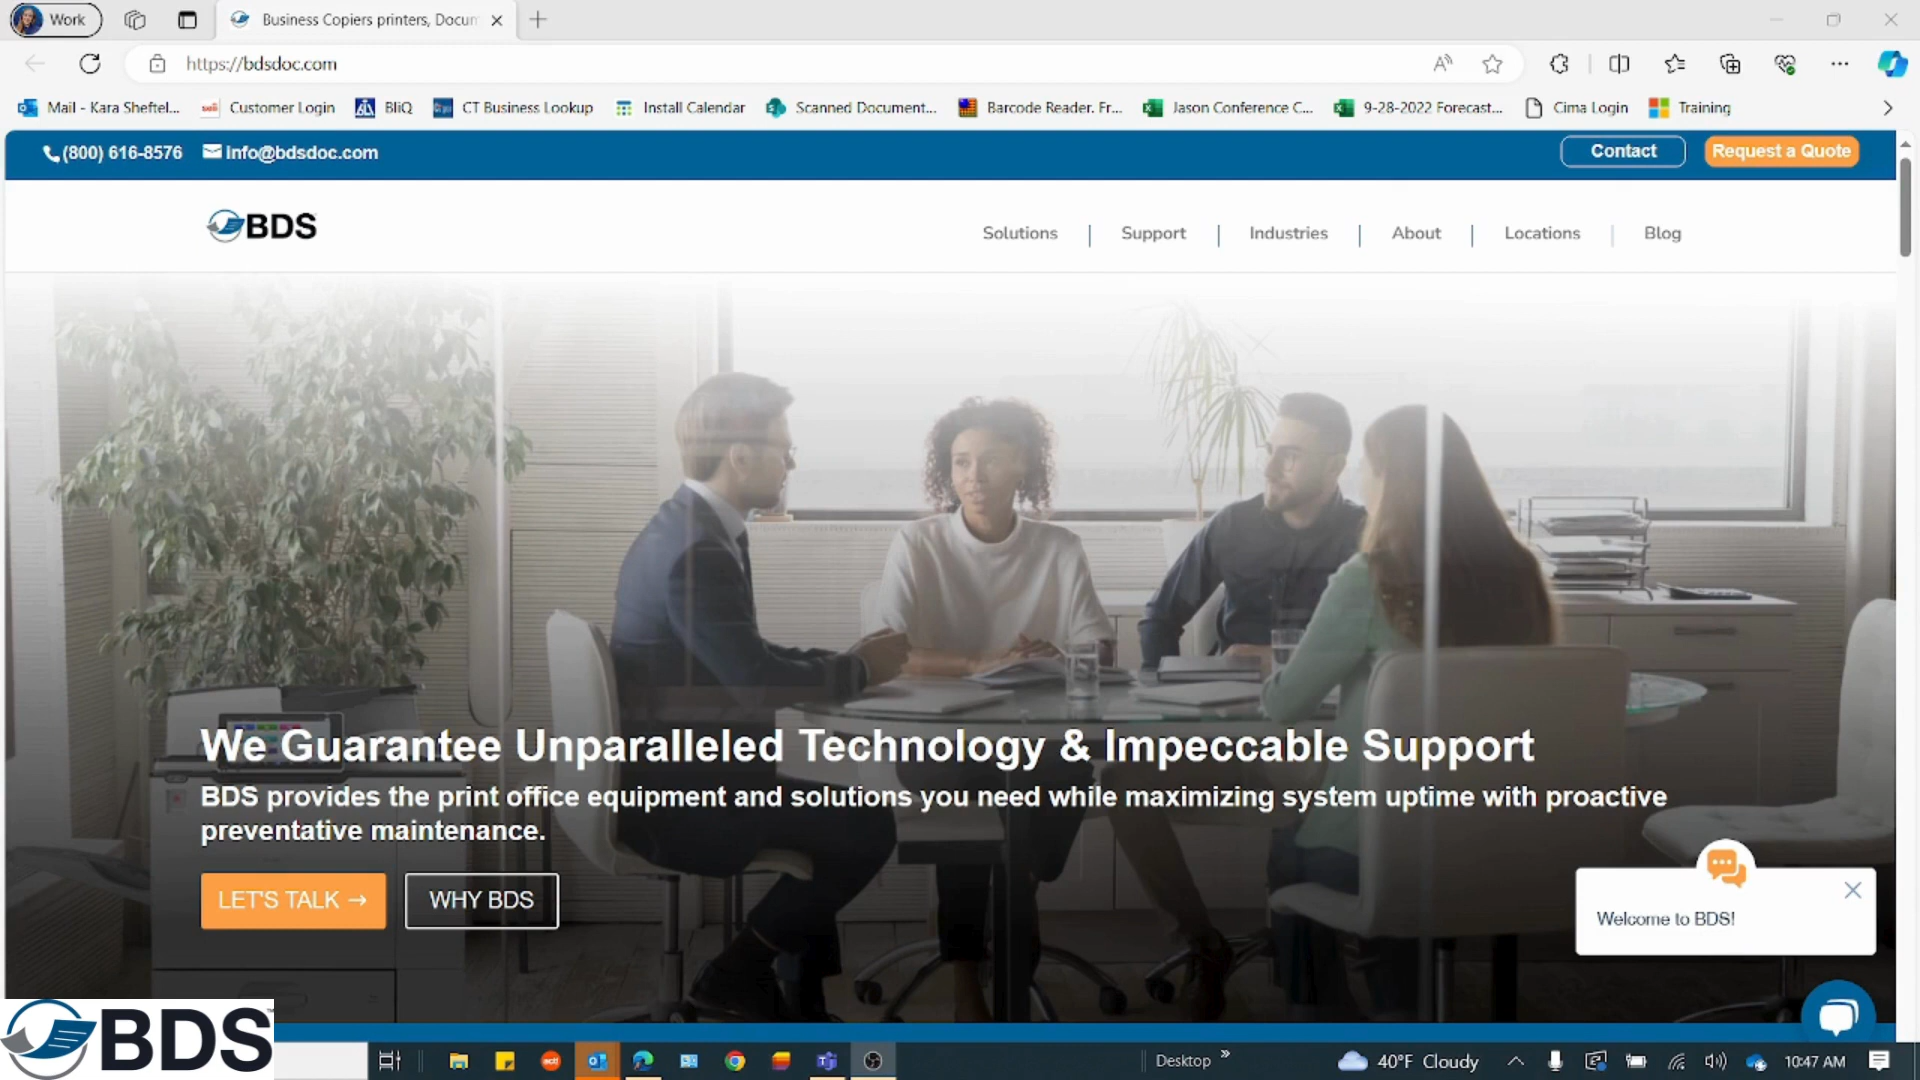 Work
Business Copiers printers, Docum
https://bdsdoc.com
Mail - Kara Sheftel...
Customer Login
BliQ
CT Business Lookup
Install Calendar
Scanned Document...
Barcode Reader. Fr...
Jason Conference C...
9-28-2022 Forecast...
Cima Login
Training
(800) 616-8576
info@bdsdoc.com
Contact
Request a Quote
BDS
Solutions
Support
Industries
About
Locations
Blog
We Guarantee Unparalleled Technology & Impeccable Support
BDS provides the print office equipment and solutions you need while maximizing system uptime with proactive
preventative maintenance.
LET'S TALK →
WHY BDS
Welcome to BDS!
BDS
Desktop
40°F Cloudy
10:47 AM